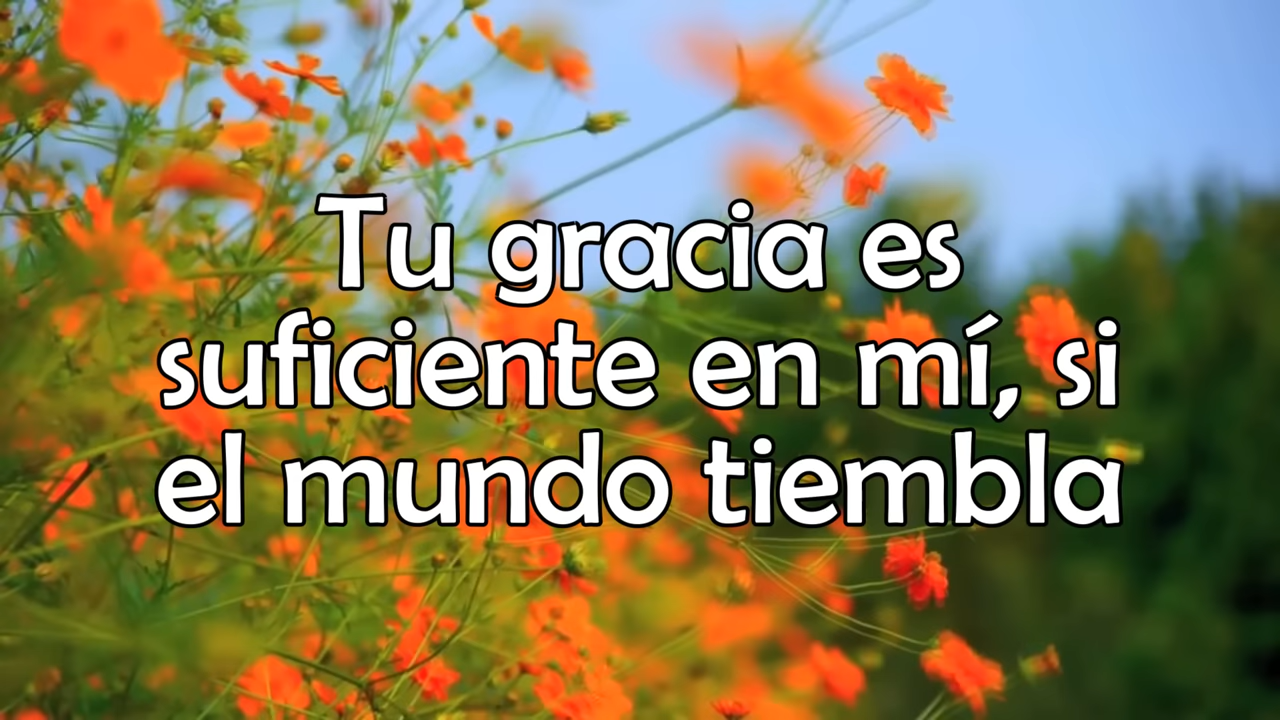 Tu gracia es
suficiente en mí, si
el mundo tiembla